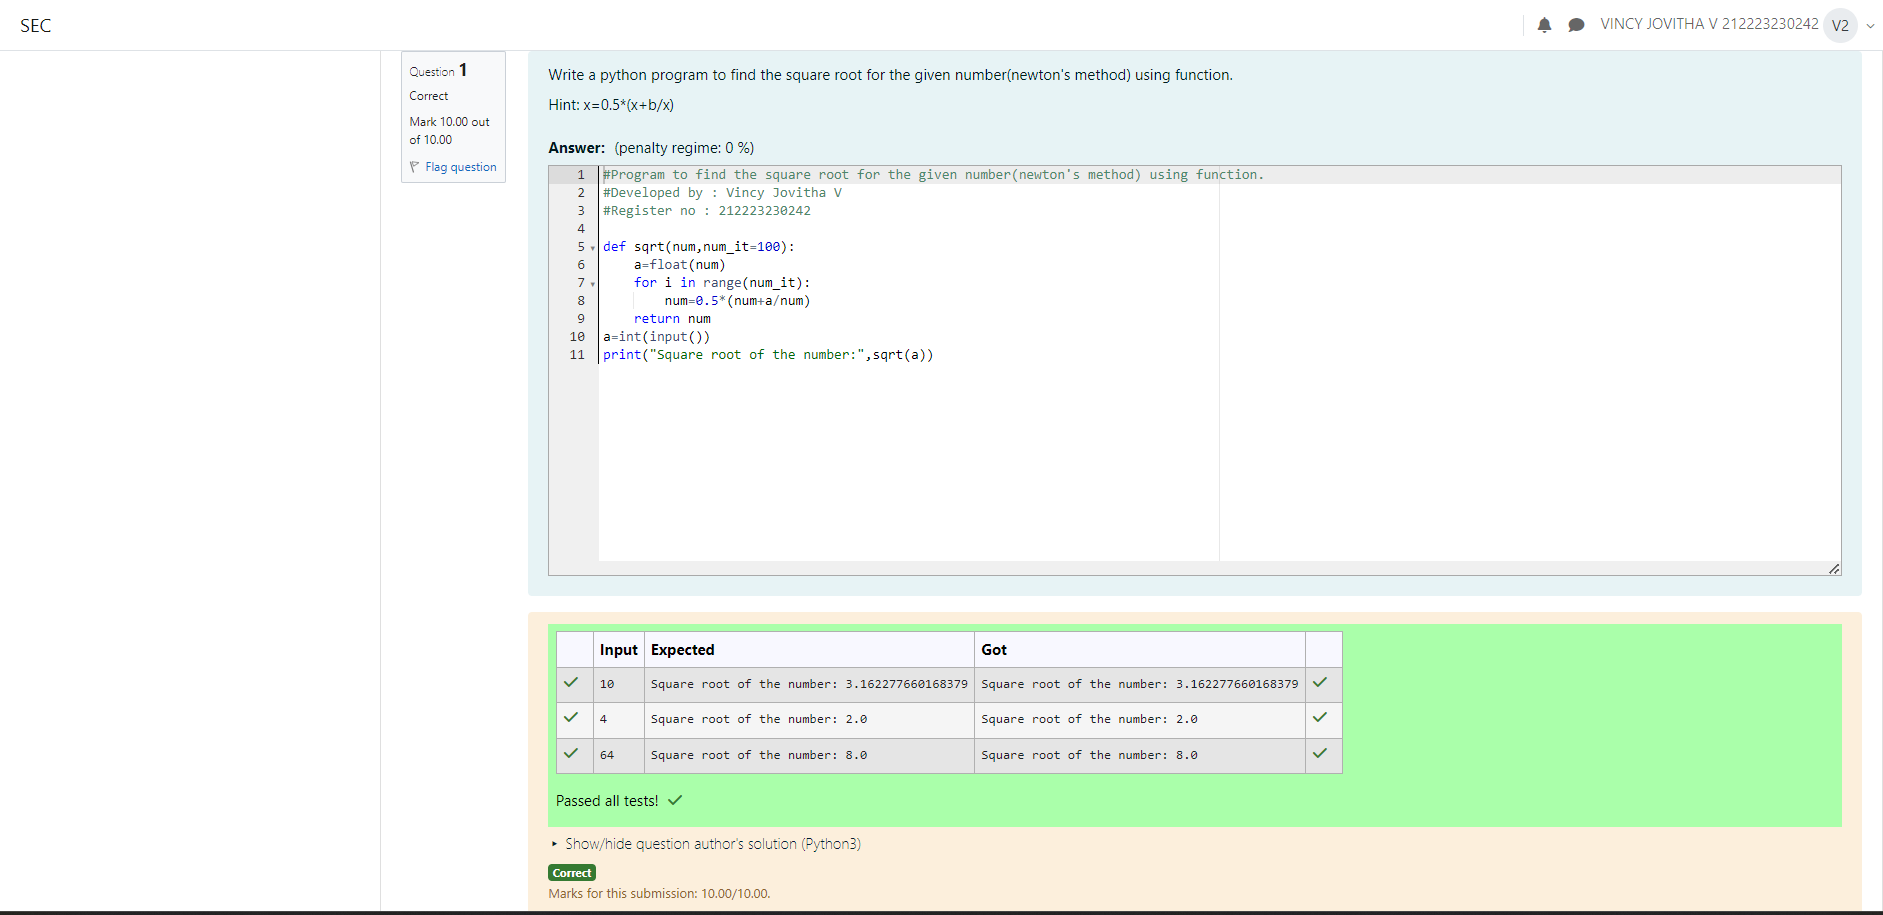 SEC
VINCY JOVITHA V 212223230242 V2
Question 1
Correct
Mark 10.00 out
of 10.00
Flag question
Write a python program to find the square root for the given number(newton's method) using function.
Hint: x=0.5*(x+b/x)
Answer: (penalty regime: 0 %)
1 #Program to find the square root for the given number(newton's method) using function.
2 #Developed by : Vincy Jovitha V
3 #Register no : 212223230242
4
5 def sqrt(num,num_it=100):
6     a=float(num)
7     for i in range(num_it):
8         num=0.5*(num+a/num)
9     return num
10 a=int(input())
11 print("Square root of the number:",sqrt(a))
Input Expected Got
10 Square root of the number: 3.162277660168379 Square root of the number: 3.162277660168379
4 Square root of the number: 2.0 Square root of the number: 2.0
64 Square root of the number: 8.0 Square root of the number: 8.0
Passed all tests!
Show/hide question author's solution (Python3)
Correct
Marks for this submission: 10.00/10.00.